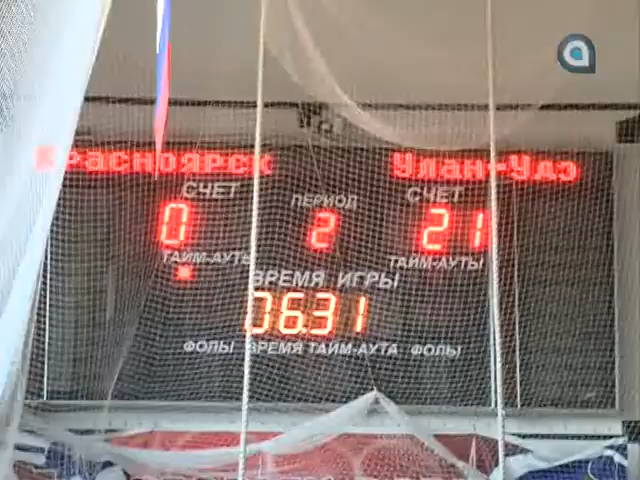 Красноярск Улан-Удэ
СЧЕТ ПЕРИОД СЧЕТ
0 2 21
ТАЙМ-АУТЫ ТАЙМ-АУТЫ
ВРЕМЯ ИГРЫ
06.31
ФОЛЫ ВРЕМЯ ТАЙМ-АУТА ФОЛЫ